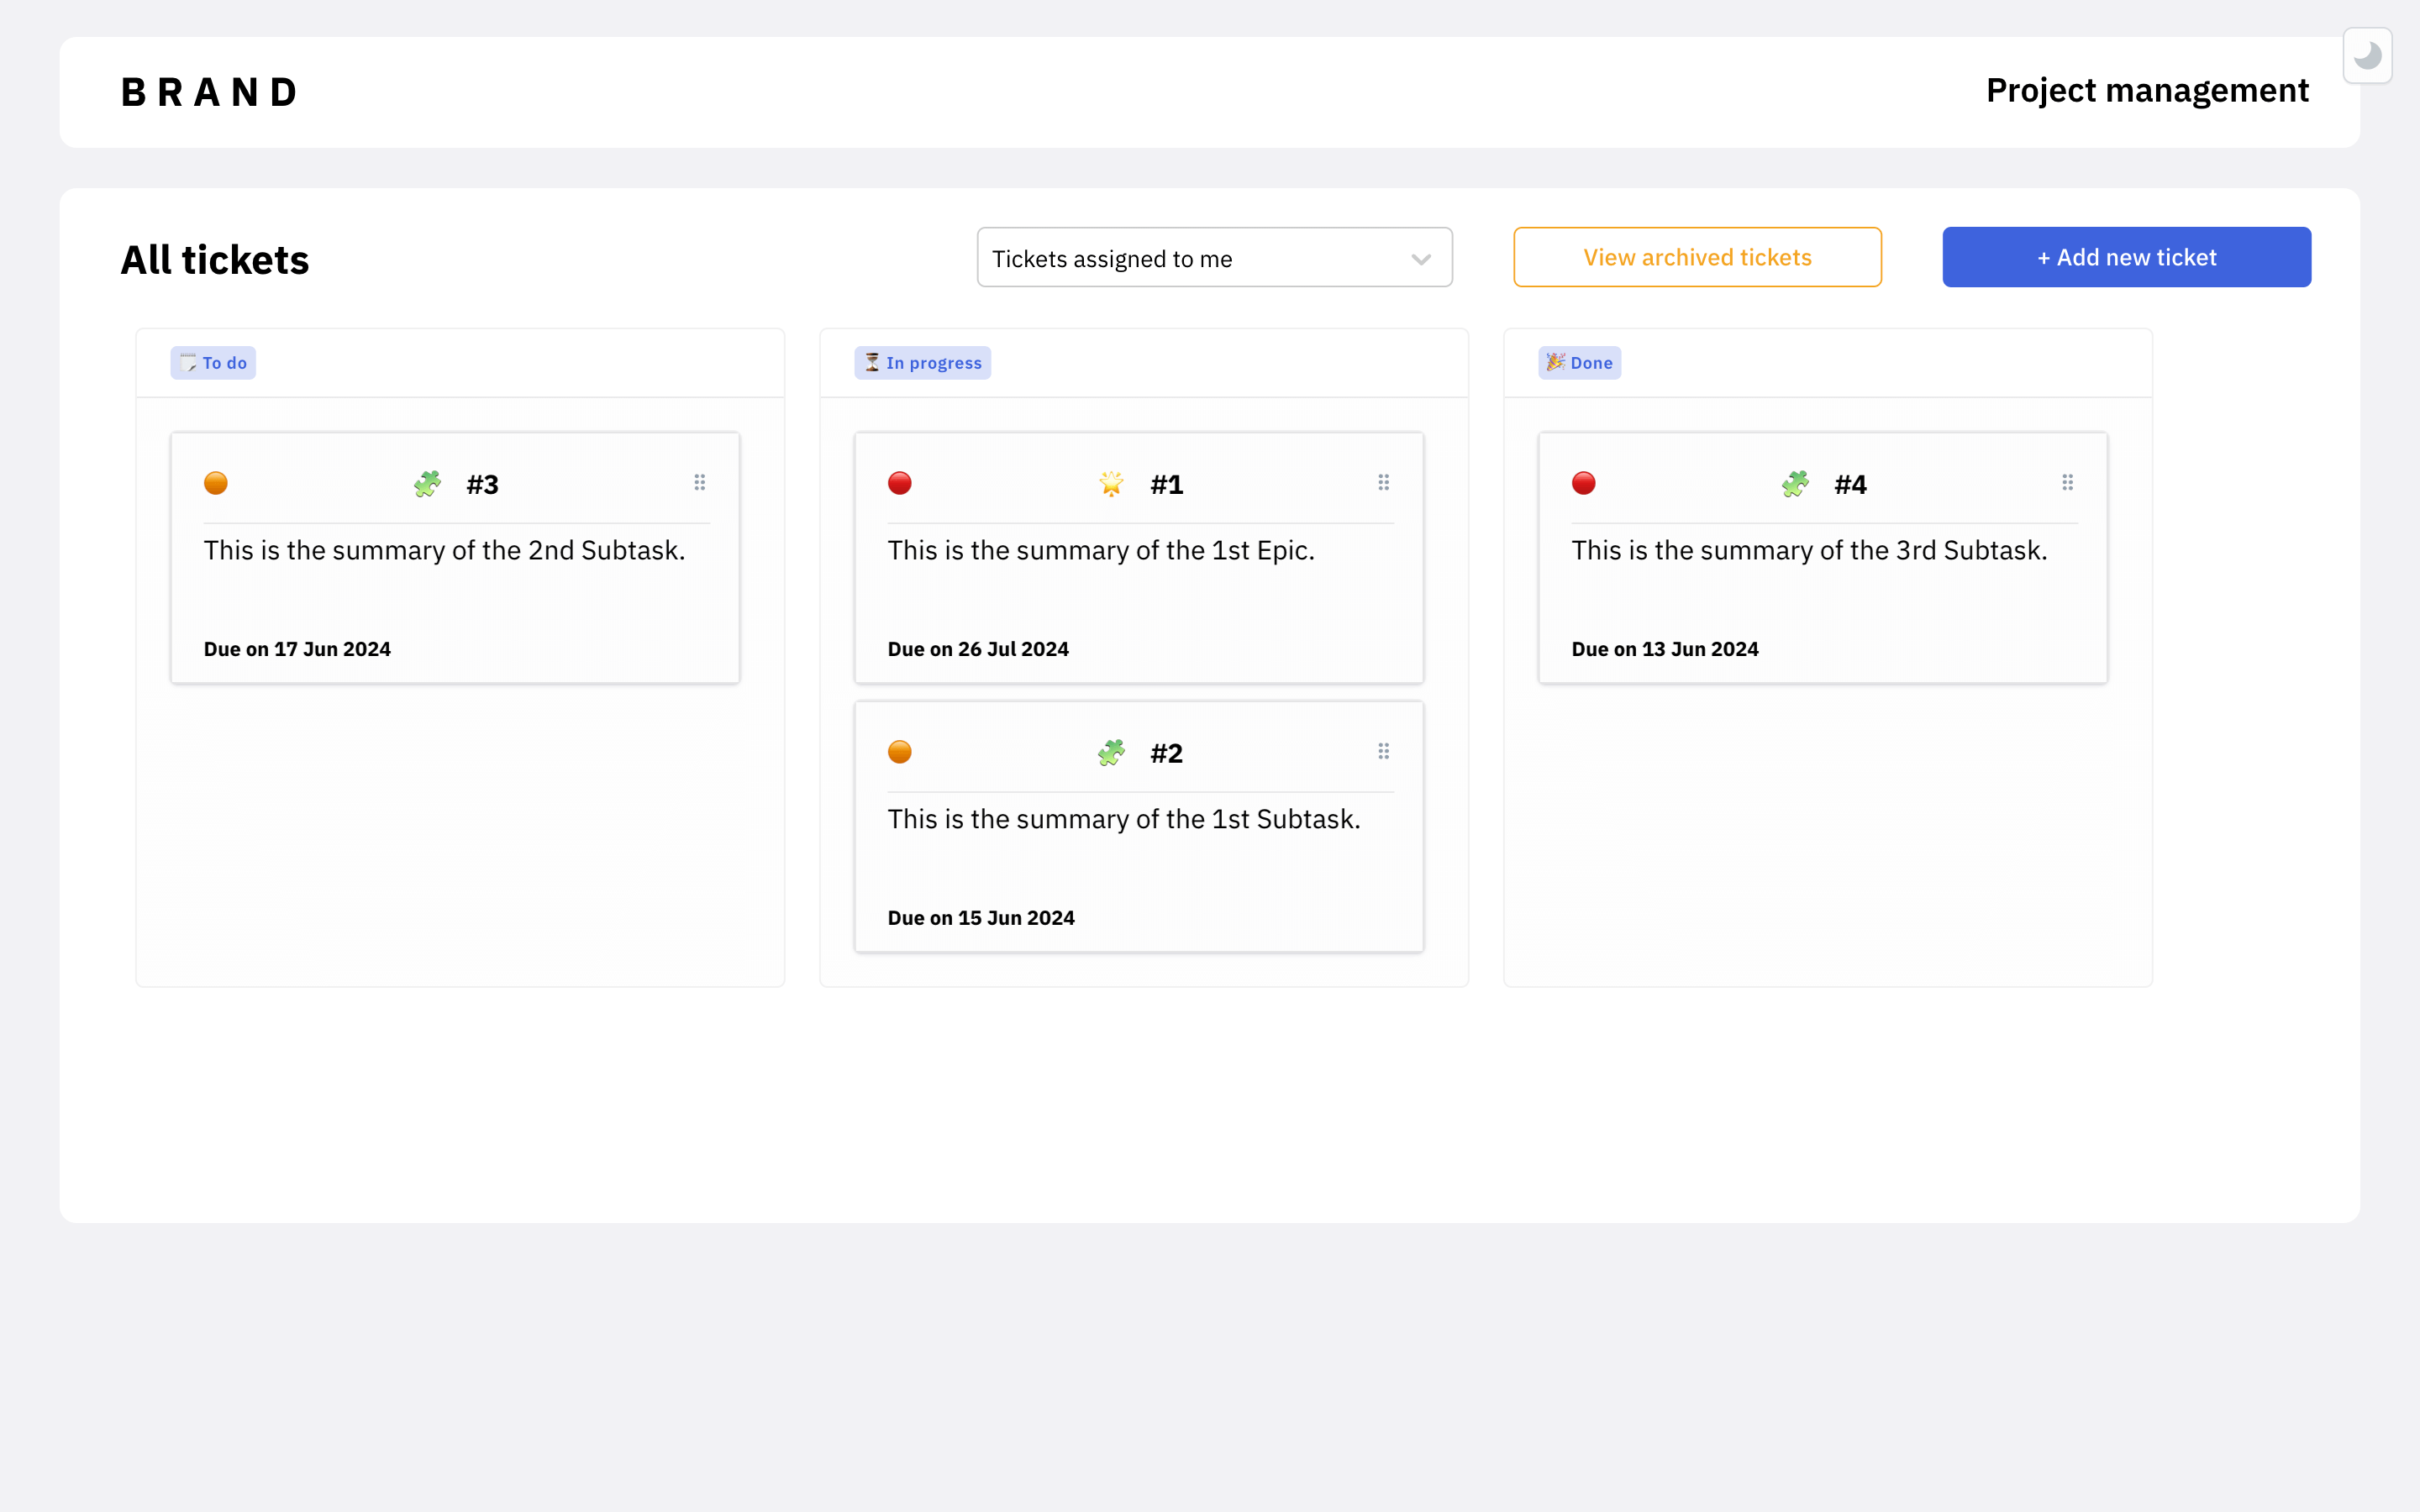 BRAND
Project management
All tickets
Tickets assigned to me
View archived tickets
+ Add new ticket
To do
#3
This is the summary of the 2nd Subtask.
Due on 17 Jun 2024
In progress
#1
This is the summary of the 1st Epic.
Due on 26 Jul 2024
#2
This is the summary of the 1st Subtask.
Due on 15 Jun 2024
Done
#4
This is the summary of the 3rd Subtask.
Due on 13 Jun 2024